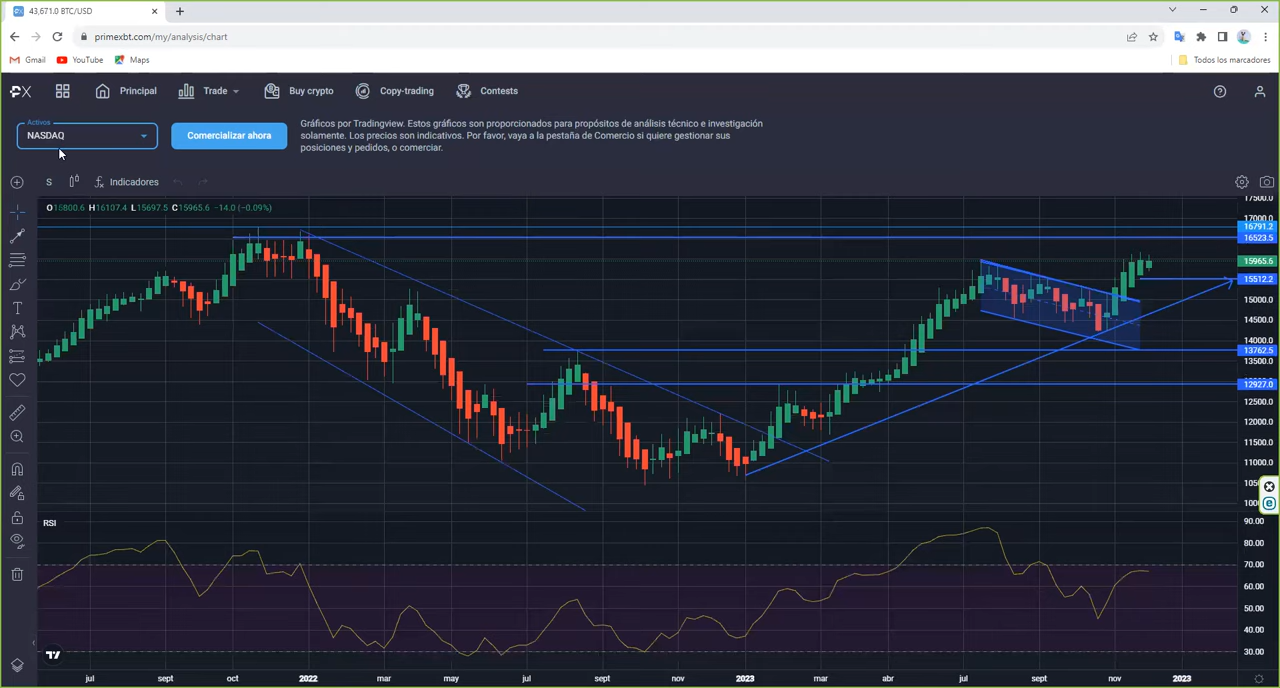 43,671.0 BTC/USD
primexbt.com/my/analysis/chart
Gmail YouTube Maps Todos los marcadores
PX Principal Trade Buy crypto Copy-trading Contests
Activos
NASDAQ
Comercializar ahora
Gráficos por Tradingview. Estos gráficos son proporcionados para propósitos de análisis técnico e investigación
solamente. Los precios son indicativos. Por favor, vaya a la pestaña de Comercio si quiere gestionar sus
posiciones y pedidos, o comerciar.
S Indicadores
O15800.6 H16107.4 L15697.5 C15965.6 -14.0 (-0.09%)
17500.0
17000.0
16791.2
16523.5
15965.6
15512.2
15000.0
14500.0
14000.0
13762.5
13500.0
12927.0
12500.0
12000.0
11500.0
11000.0
RSI
90.00
80.00
70.00
60.00
50.00
40.00
30.00
jul sept oct 2022 mar may jul sept nov 2023 mar abr jul sept nov 2023